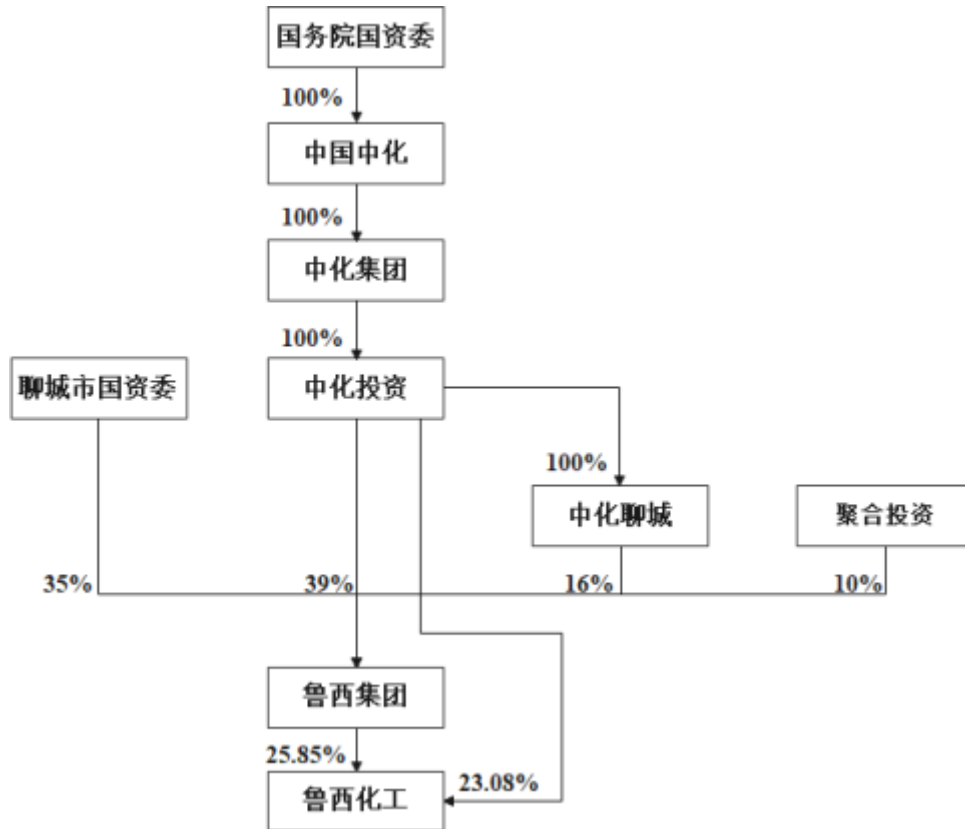 国务院国资委
100%
中国中化
100%
中化集团
100%
聊城市国资委
中化投资
100%
中化聊城
聚合投资
35%
39%
16%
10%
鲁西集团
25.85%
23.08%
鲁西化工